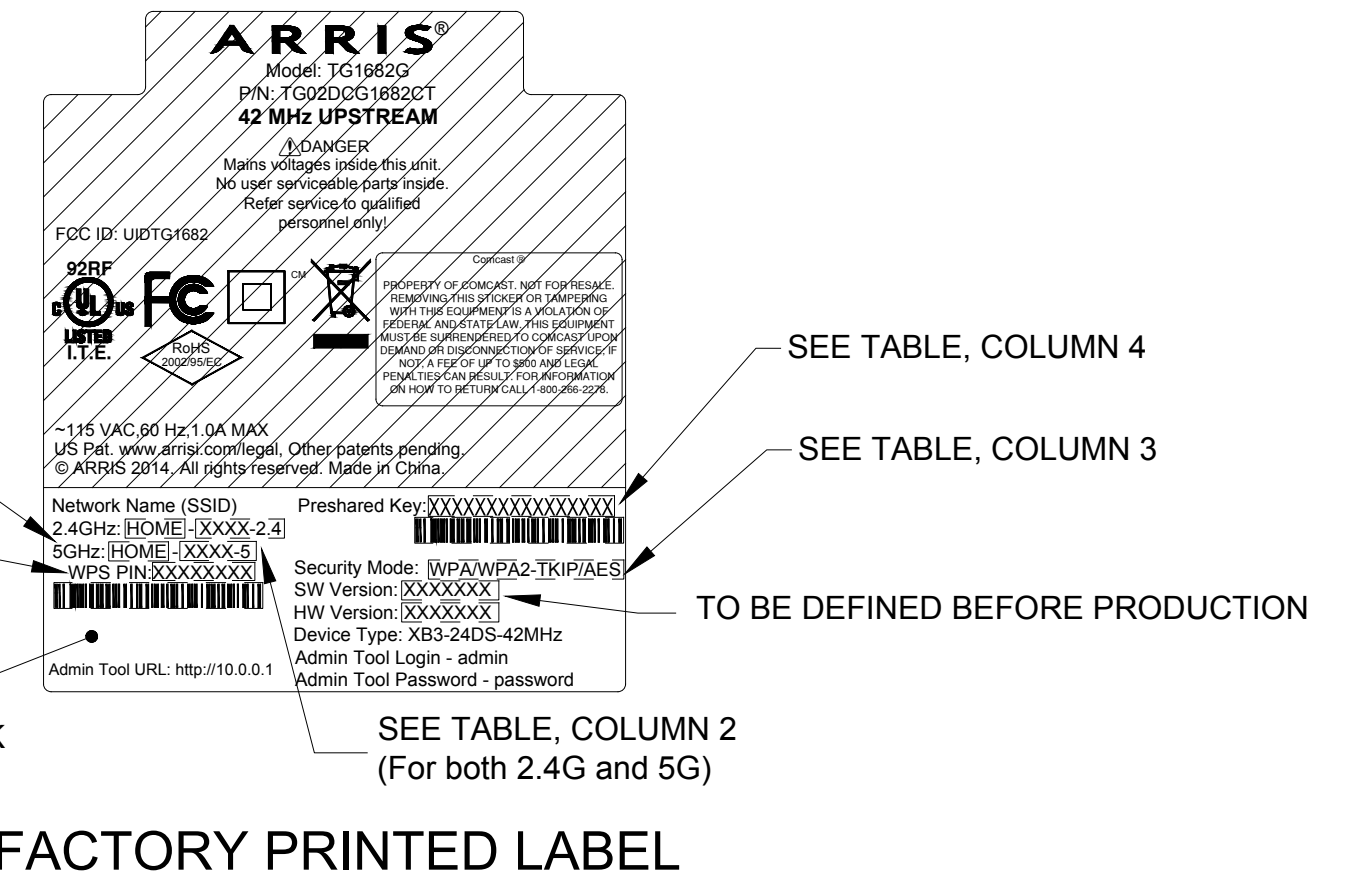 ARRIS®
Model: TG1682G
P/N: TG02DCG1682CT
42 MHz UPSTREAM
DANGER
Mains voltages inside this unit.
No user serviceable parts inside.
Refer service to qualified
personnel only!
FCC ID: UIDTG1682
92RF
C UL US
LISTED
I.T.E.
FC
CM
RoHS
2002/95/EC
Comcast ®
PROPERTY OF COMCAST. NOT FOR RESALE.
REMOVING THIS STICKER OR TAMPERING
WITH THIS EQUIPMENT IS A VIOLATION OF
FEDERAL AND STATE LAW. THIS EQUIPMENT
MUST BE SURRENDERED TO COMCAST UPON
DEMAND OR DISCONNECTION OF SERVICE, IF
NOT, A FEE OF UP TO $500 AND LEGAL
PENALTIES CAN RESULT. FOR INFORMATION
ON HOW TO RETURN CALL 1-800-266-2278.
~115 VAC,60 Hz,1.0A MAX
US Pat. www.arrisi.com/legal, Other patents pending.
© ARRIS 2014. All rights reserved. Made in China.
Network Name (SSID)
2.4GHz: HOME-XXXX-2.4
5GHz: HOME-XXXX-5
WPS PIN:XXXXXXXX
Admin Tool URL: http://10.0.0.1
Preshared Key:XXXXXXXXXXXXXXXX
Security Mode: WPA/WPA2-TKIP/AES
SW Version: XXXXXXX
HW Version: XXXXXXX
Device Type: XB3-24DS-42MHz
Admin Tool Login - admin
Admin Tool Password - password
SEE TABLE, COLUMN 4
SEE TABLE, COLUMN 3
TO BE DEFINED BEFORE PRODUCTION
SEE TABLE, COLUMN 2
(For both 2.4G and 5G)
FACTORY PRINTED LABEL